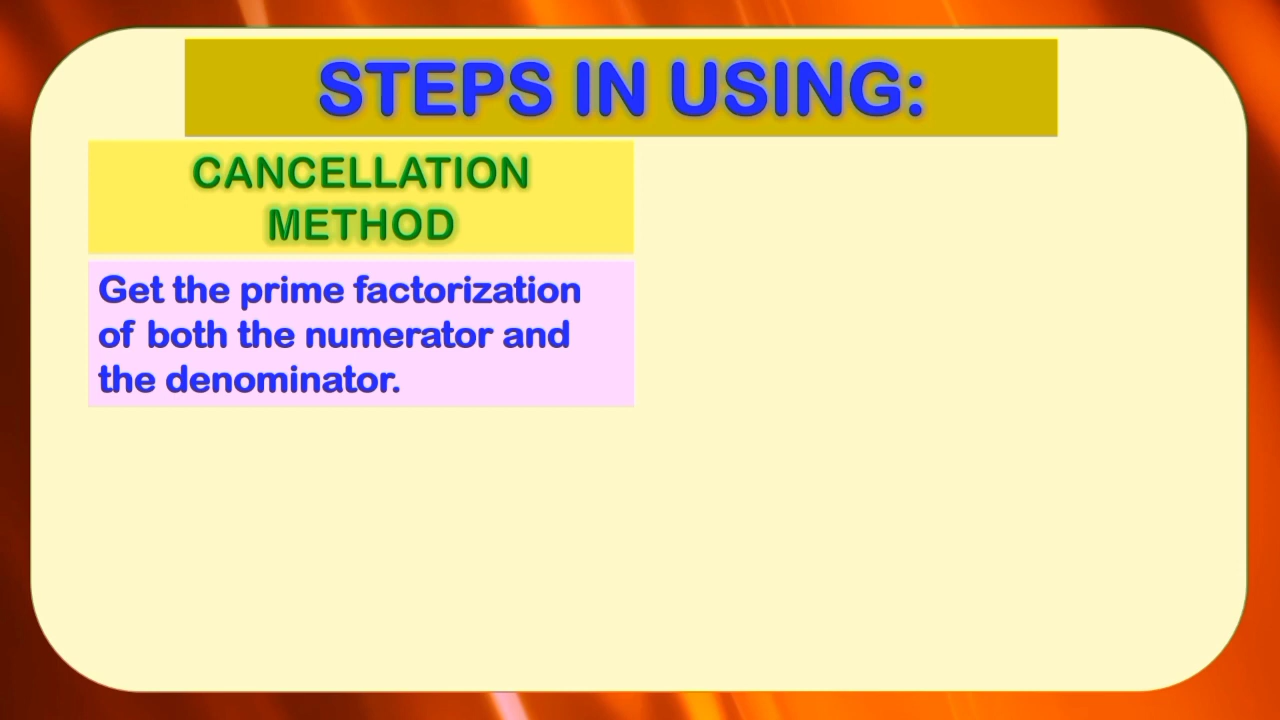 STEPS IN USING:
CANCELLATION
METHOD
Get the prime factorization
of both the numerator and
the denominator.